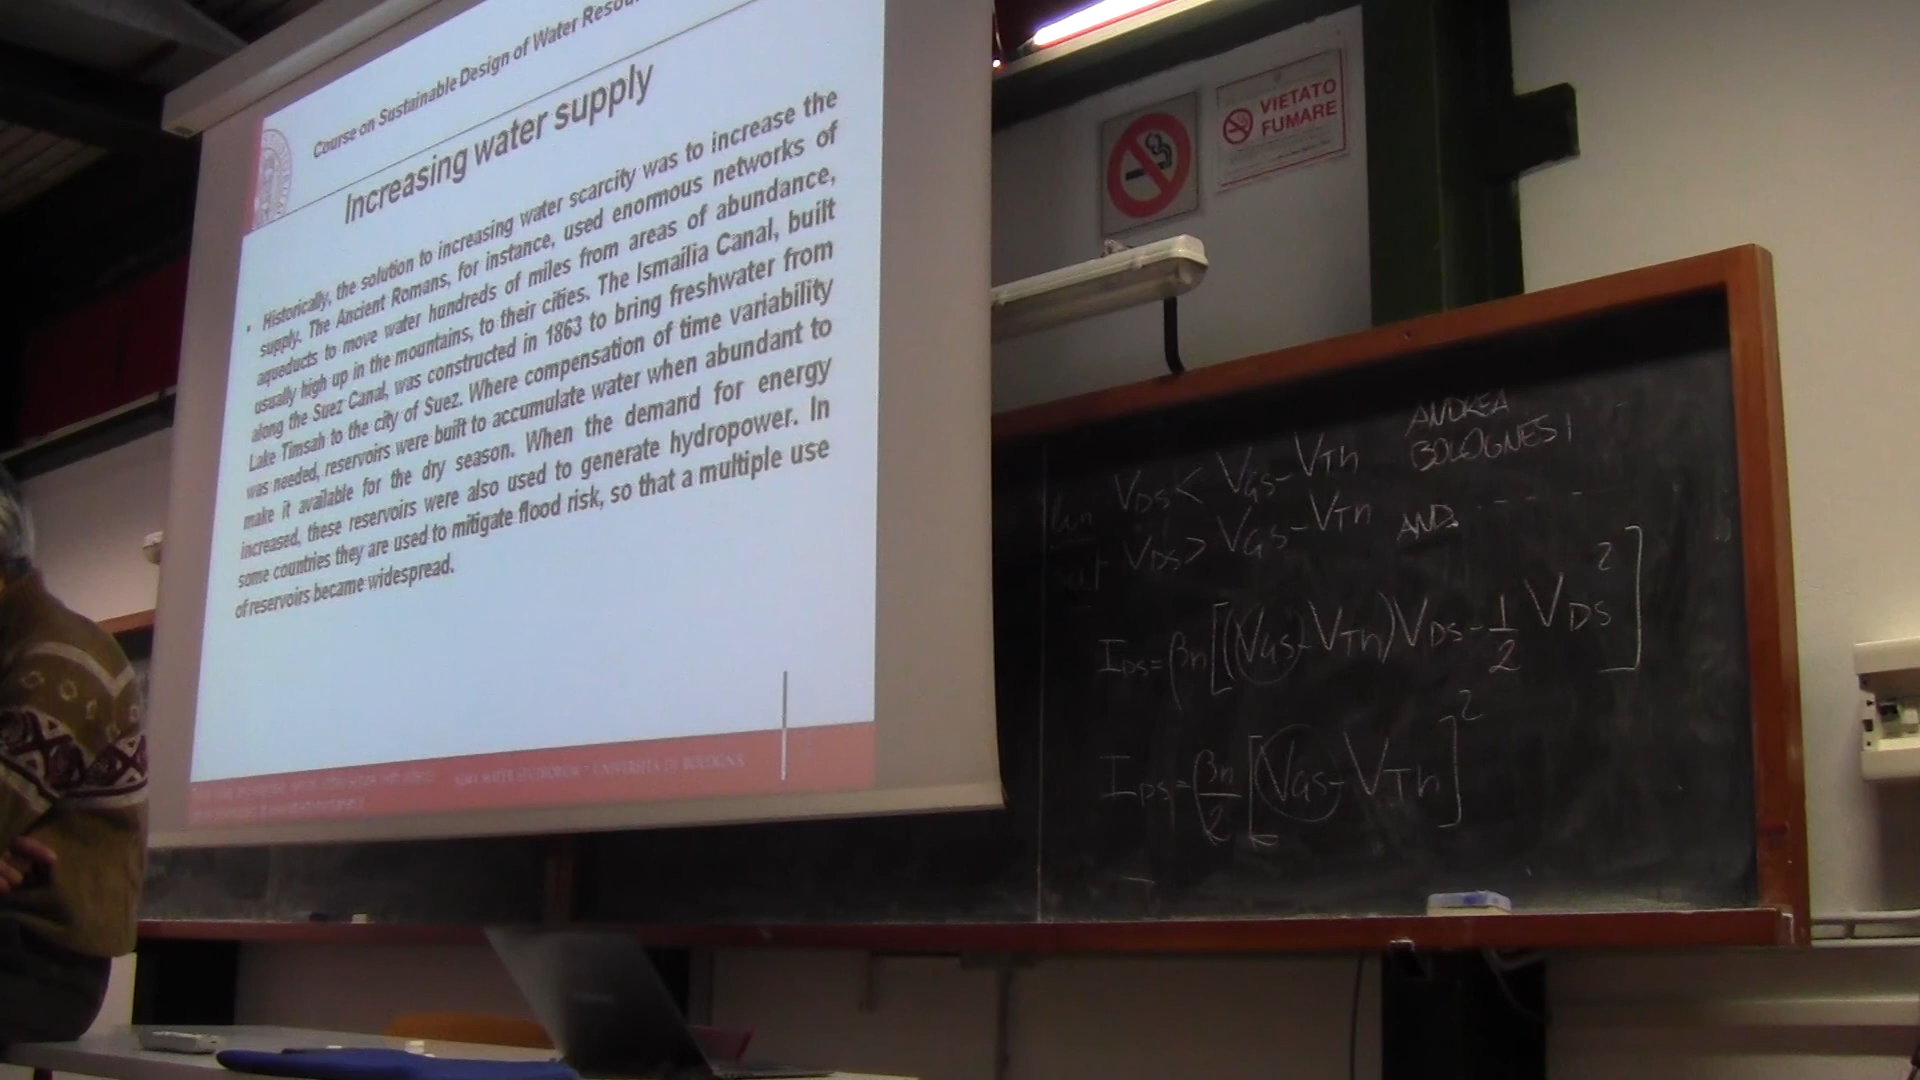 Course on Sustainable Design of Water
Increasing water supply
• Historically, the solution to increasing water scarcity was to increase the
supply. The Ancient Romans, for instance, used enormous networks of
aqueducts to move water hundreds of miles from areas of abundance,
usually high up in the mountains, to their cities. The Ismailia Canal, built
along the Suez Canal, was constructed in 1863 to bring freshwater from
Lake Timsah to the city of Suez. Where compensation of time variability
was needed, reservoirs were built to accumulate water when abundant to
make it available for the dry season. When the demand for energy
increased, these reservoirs were also used to generate hydropower. In
some countries they are used to mitigate flood risk, so that a multiple use
of reservoirs became widespread.
ALMA MATER STUDIORUM - UNIVERSITÀ DI BOLOGNA
VIETATO
FUMARE
ANDREA
BOLOGNESI
lin VDS < VGS - VTh
sat VDS > VGS - VTh
AND.
IDS = βn[(VGS - VTh)VDS - 1/2 VDS²]
IDS = βn/2 [VGS - VTh]²